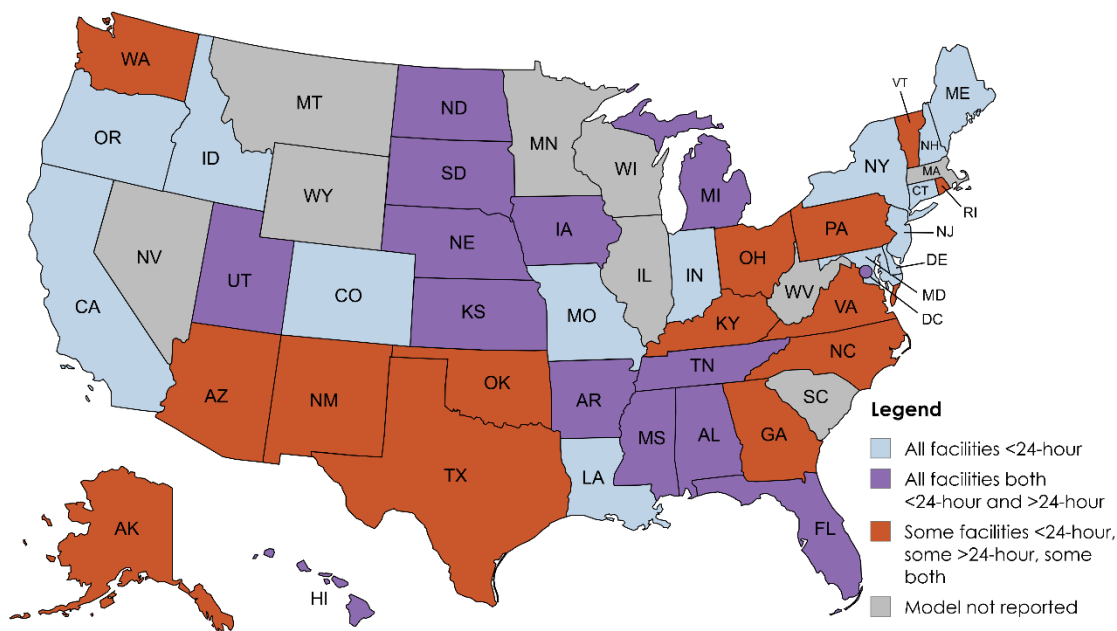 WA
VT
ME
MT
ND
MN
OR
NH
ID
WI
NY
MA
SD
CT
WY
MI
RI
PA
NJ
IA
NE
NV
OH
DE
IL
IN
UT
CO
WV
MD
CA
KS
MO
VA
DC
KY
NC
TN
OK
AZ
NM
AR
SC
Legend
MS
AL
GA
All facilities <24-hour
TX
LA
All facilities both
<24-hour and >24-hour
AK
FL
Some facilities <24-hour,
some >24-hour, some
both
HI
Model not reported